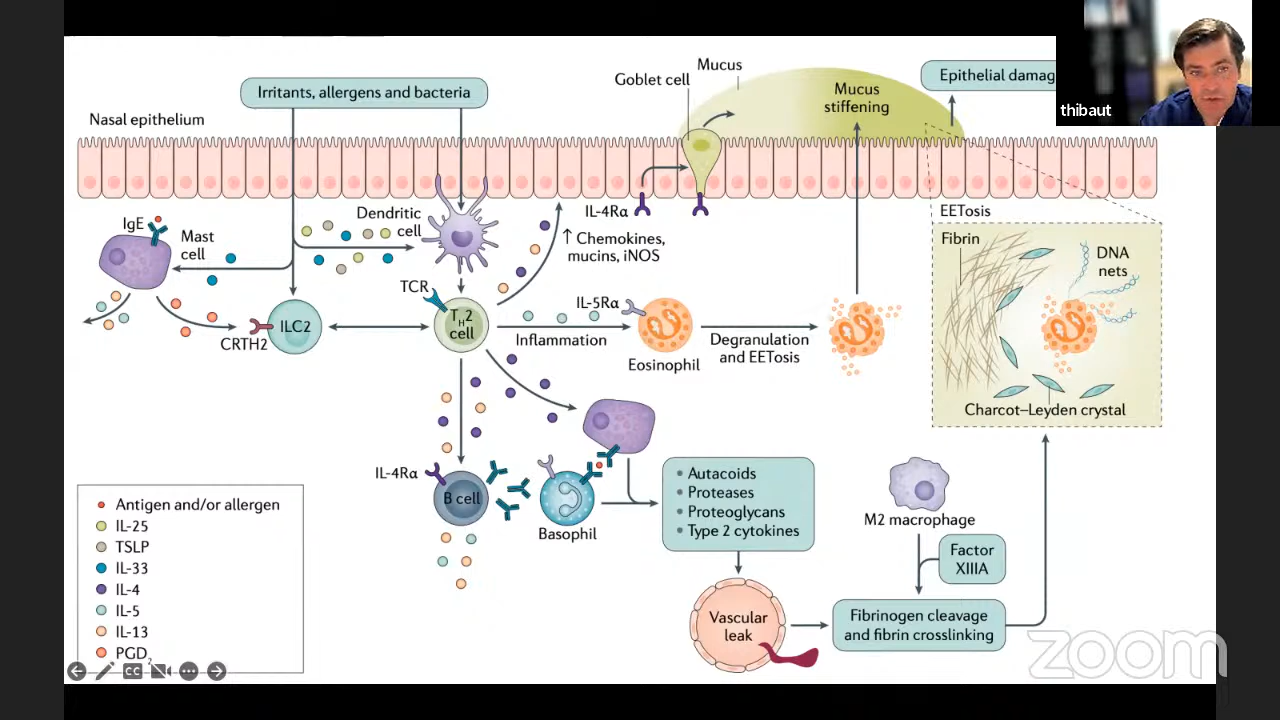 Mucus
Goblet cell
Irritants, allergens and bacteria
Mucus
stiffening
Epithelial damag
thibaut
Nasal epithelium
IgE
Mast
cell
Dendritic
cell
IL-4Rα
↑ Chemokines,
mucins, iNOS
EETosis
Fibrin
DNA
nets
Charcot–Leyden crystal
TCR
CRTH2
ILC2
TH2
cell
IL-5Rα
Inflammation
Eosinophil
Degranulation
and EETosis
IL-4Rα
B cell
Basophil
• Autacoids
• Proteases
• Proteoglycans
• Type 2 cytokines
M2 macrophage
Factor
XIIIA
Vascular
leak
Fibrinogen cleavage
and fibrin crosslinking
Antigen and/or allergen
IL-25
TSLP
IL-33
IL-4
IL-5
IL-13
PGD2
CC
zoom